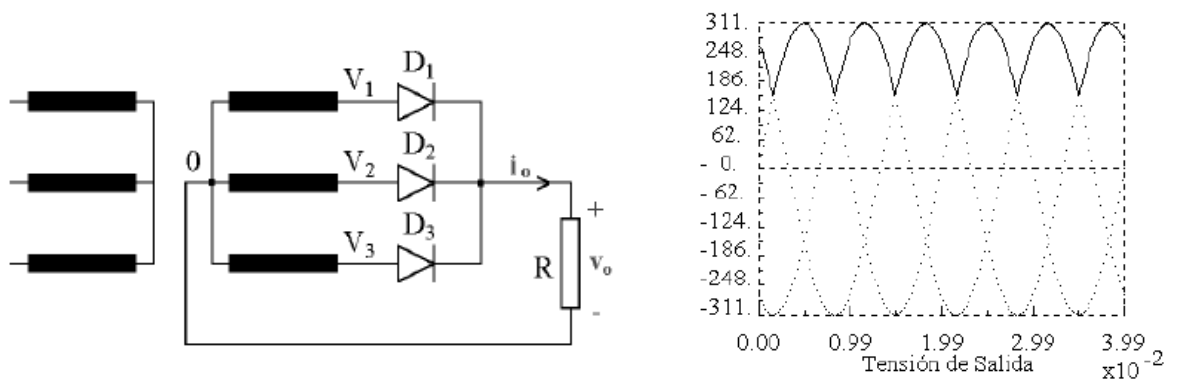 V1 D1
0 V2 D2
V3 D3
io
+
R vo
-
311.
248.
186.
124.
62.
- 0.
- 62.
-124.
-186.
-248.
-311.
0.00 0.99 1.99 2.99 3.99
Tensión de Salida x10 -2